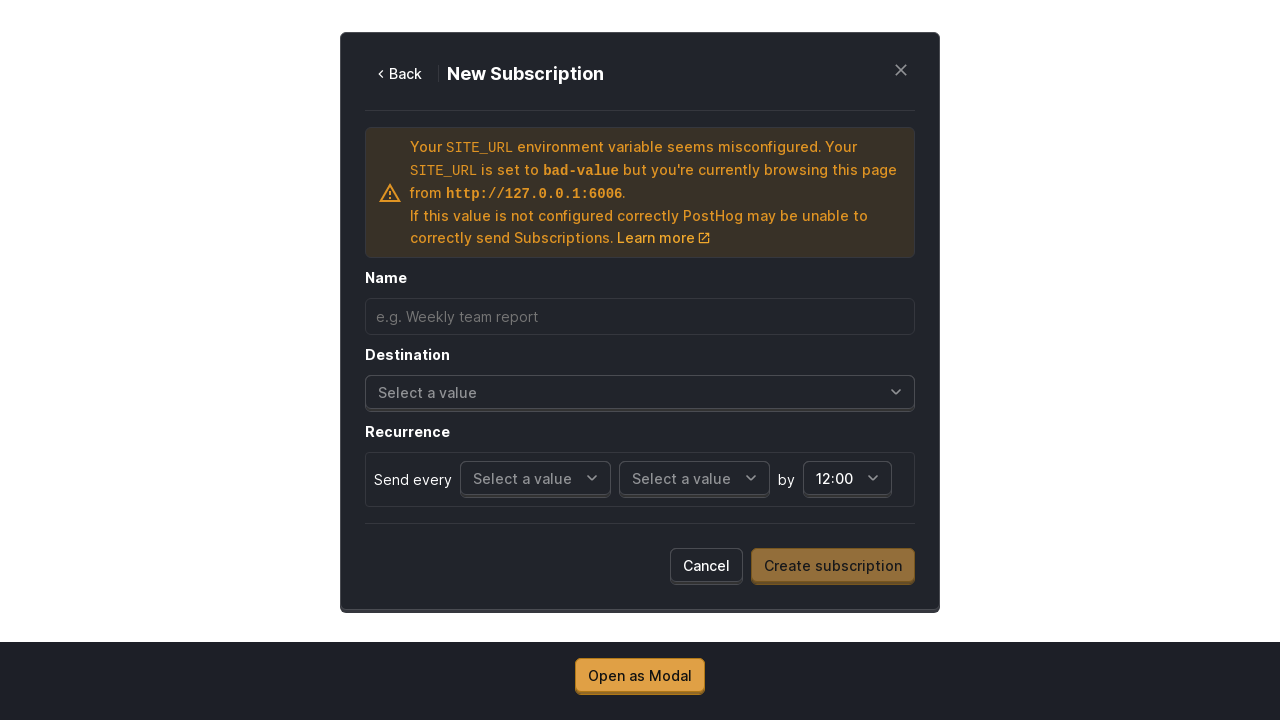 Back
New Subscription
Your SITE_URL environment variable seems misconfigured. Your
SITE_URL is set to bad-value but you're currently browsing this page
from http://127.0.0.1:6006.
If this value is not configured correctly PostHog may be unable to
correctly send Subscriptions. Learn more
Name
e.g. Weekly team report
Destination
Select a value
Recurrence
Send every Select a value Select a value by 12:00
Cancel Create subscription
Open as Modal